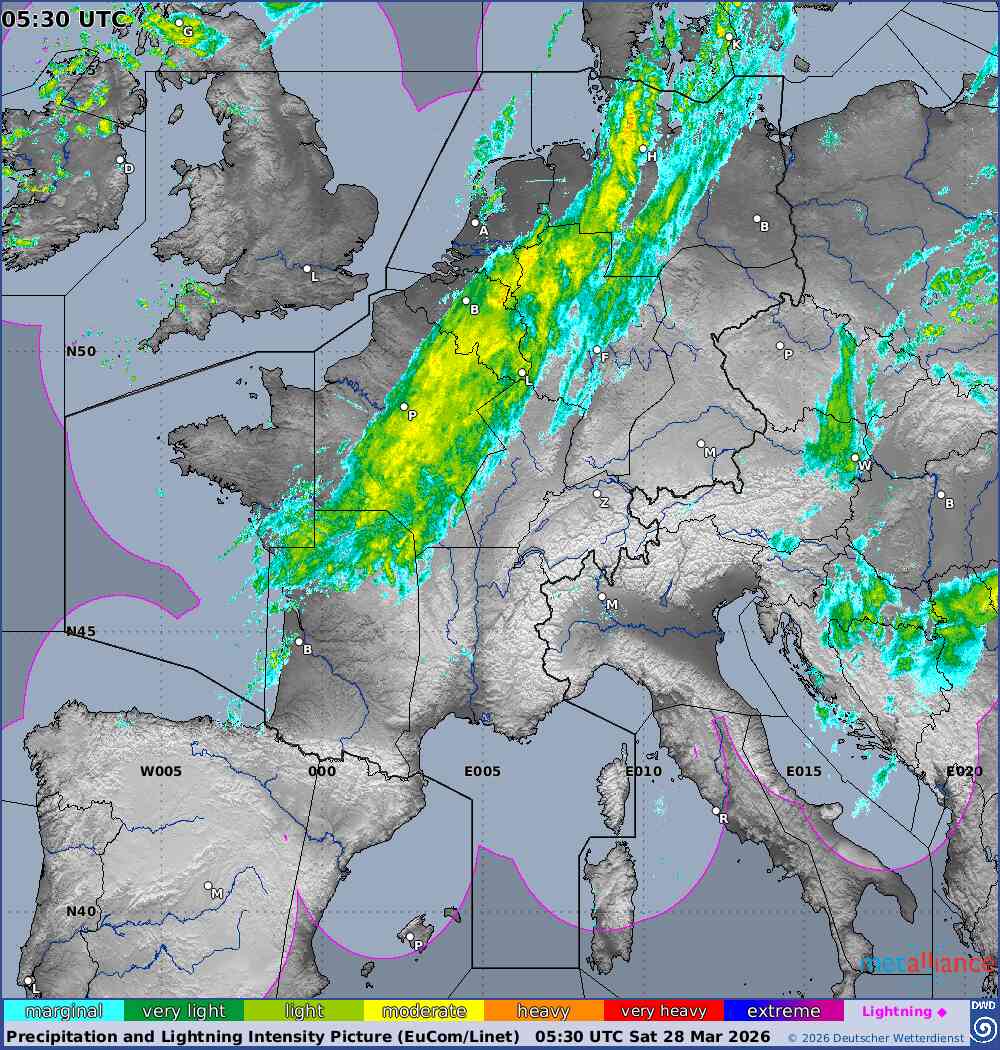 05:30 UTC
G
K
5
D
H
A
B
L
B
N50
P
F
L
P
M
W
Z
B
M
N45
B
W005
000
E005
E010
E015
E020
R
M
N40
P
L
metalliance
marginal very light light moderate heavy very heavy extreme Lightning ◆
DWD
Precipitation and Lightning Intensity Picture (EuCom/Linet) 05:30 UTC Sat 28 Mar 2026 © 2026 Deutscher Wetterdienst